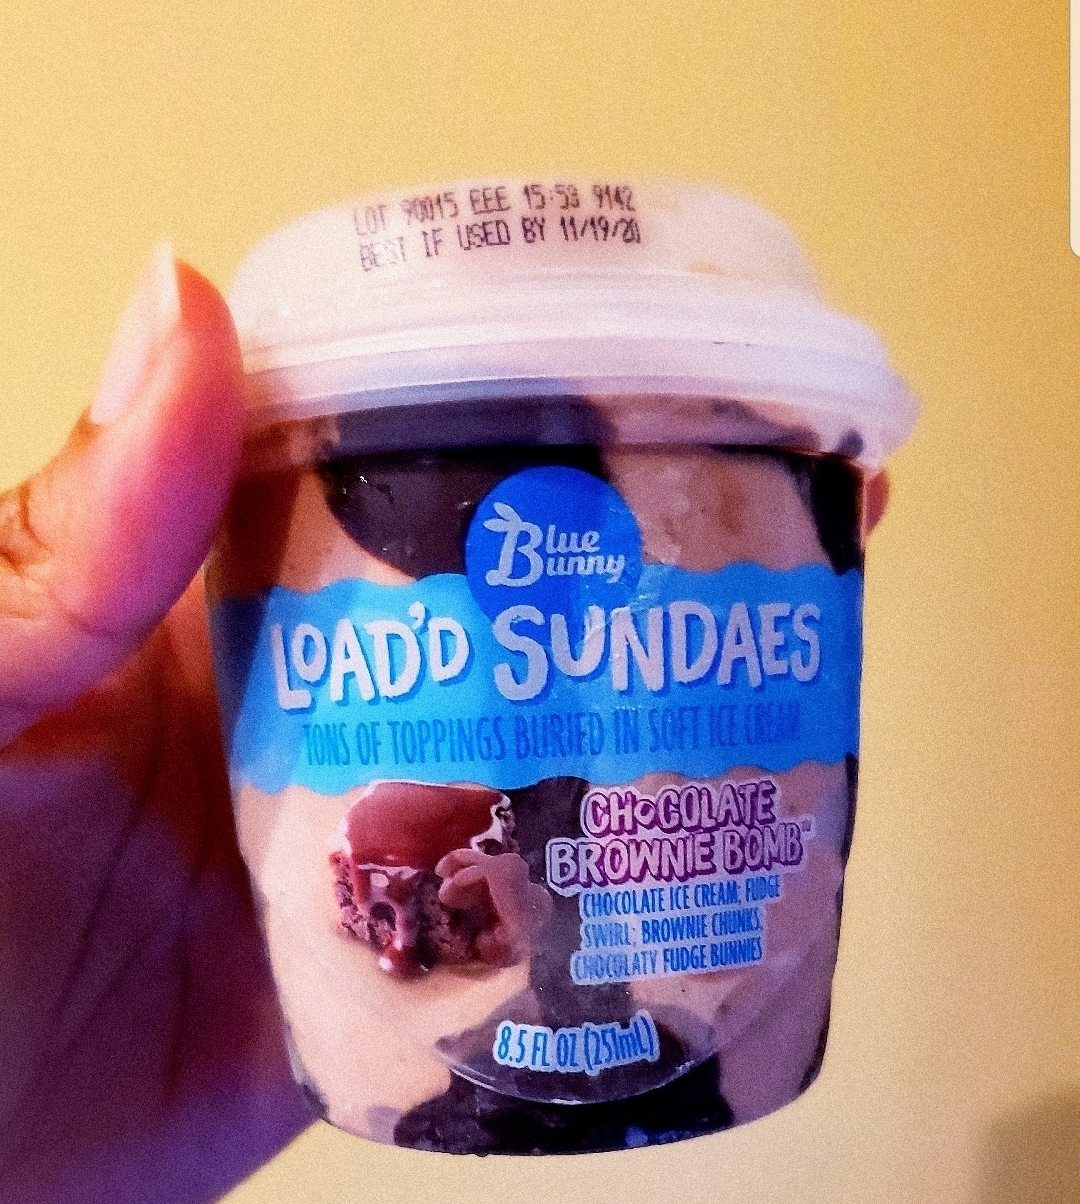 LOT 90015 EEE 15:53 9142
BEST IF USED BY 11/19/20
Blue
Bunny
LOAD'D SUNDAES
TONS OF TOPPINGS BURIED IN SOFT ICE CREAM
CHOCOLATE
BROWNIE BOMB™
CHOCOLATE ICE CREAM; FUDGE
SWIRL; BROWNIE CHUNKS,
CHOCOLATY FUDGE BUNNIES
8.5 FL OZ (251mL)